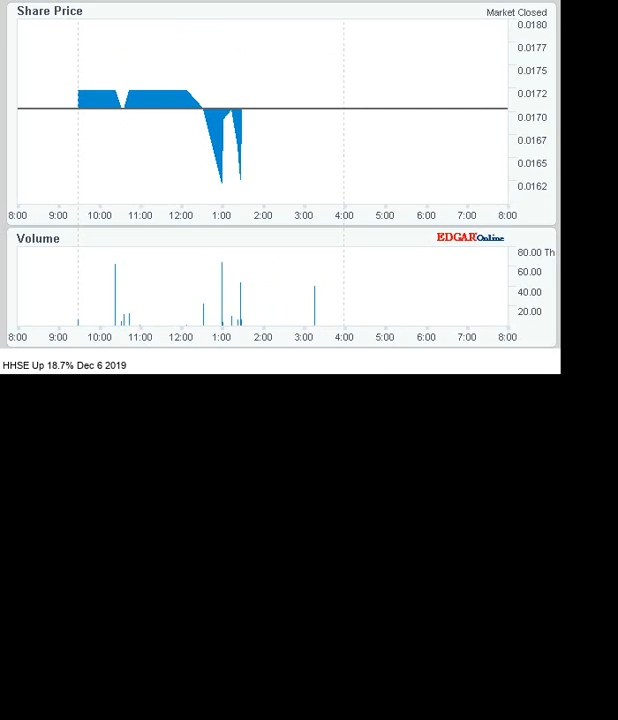 Share Price
Market Closed
0.0180
0.0177
0.0175
0.0172
0.0170
0.0167
0.0165
0.0162
8:00 9:00 10:00 11:00 12:00 1:00 2:00 3:00 4:00 5:00 6:00 7:00 8:00
Volume
EDGAR Online
80.00 Th
60.00
40.00
20.00
8:00 9:00 10:00 11:00 12:00 1:00 2:00 3:00 4:00 5:00 6:00 7:00 8:00
HHSE Up 18.7% Dec 6 2019